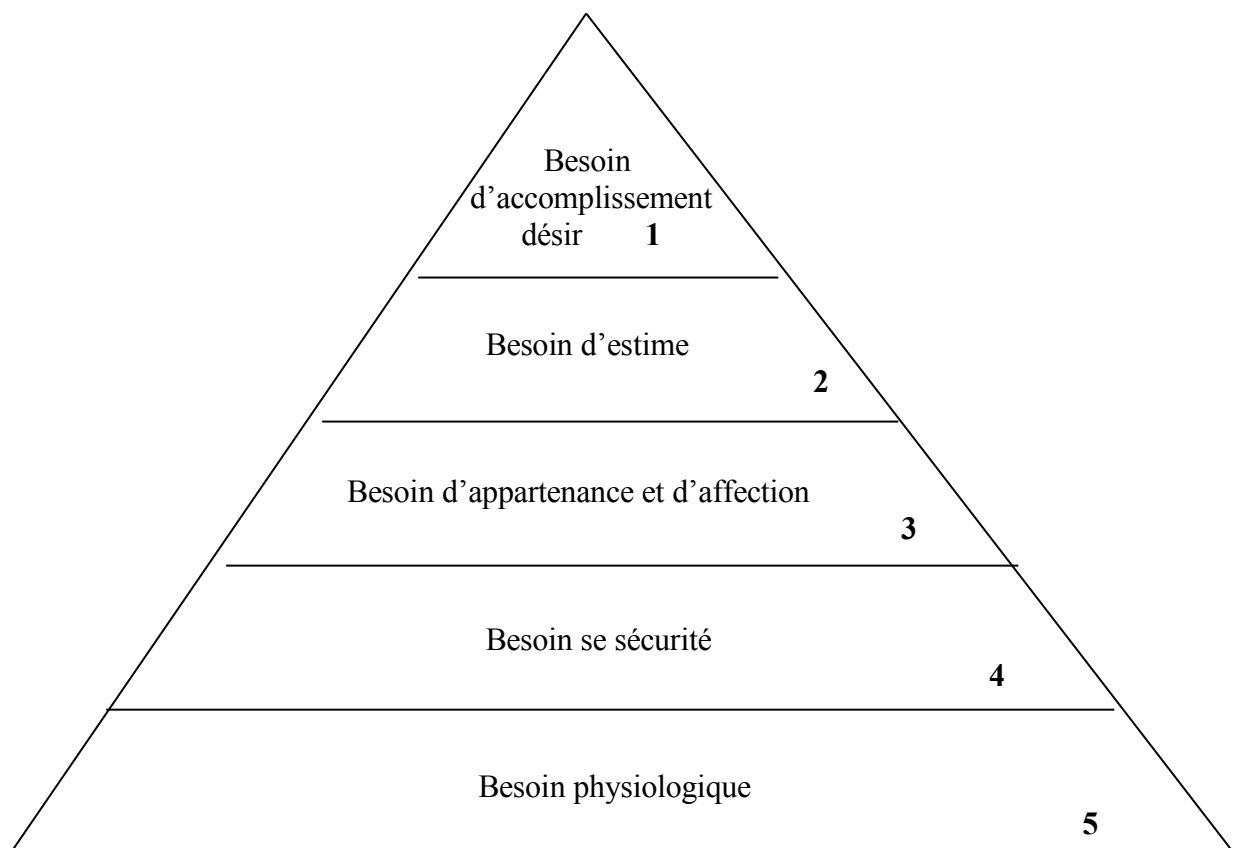 Besoin
d’accomplissement
désir 1
Besoin d’estime
2
Besoin d’appartenance et d’affection
3
Besoin se sécurité
4
Besoin physiologique
5